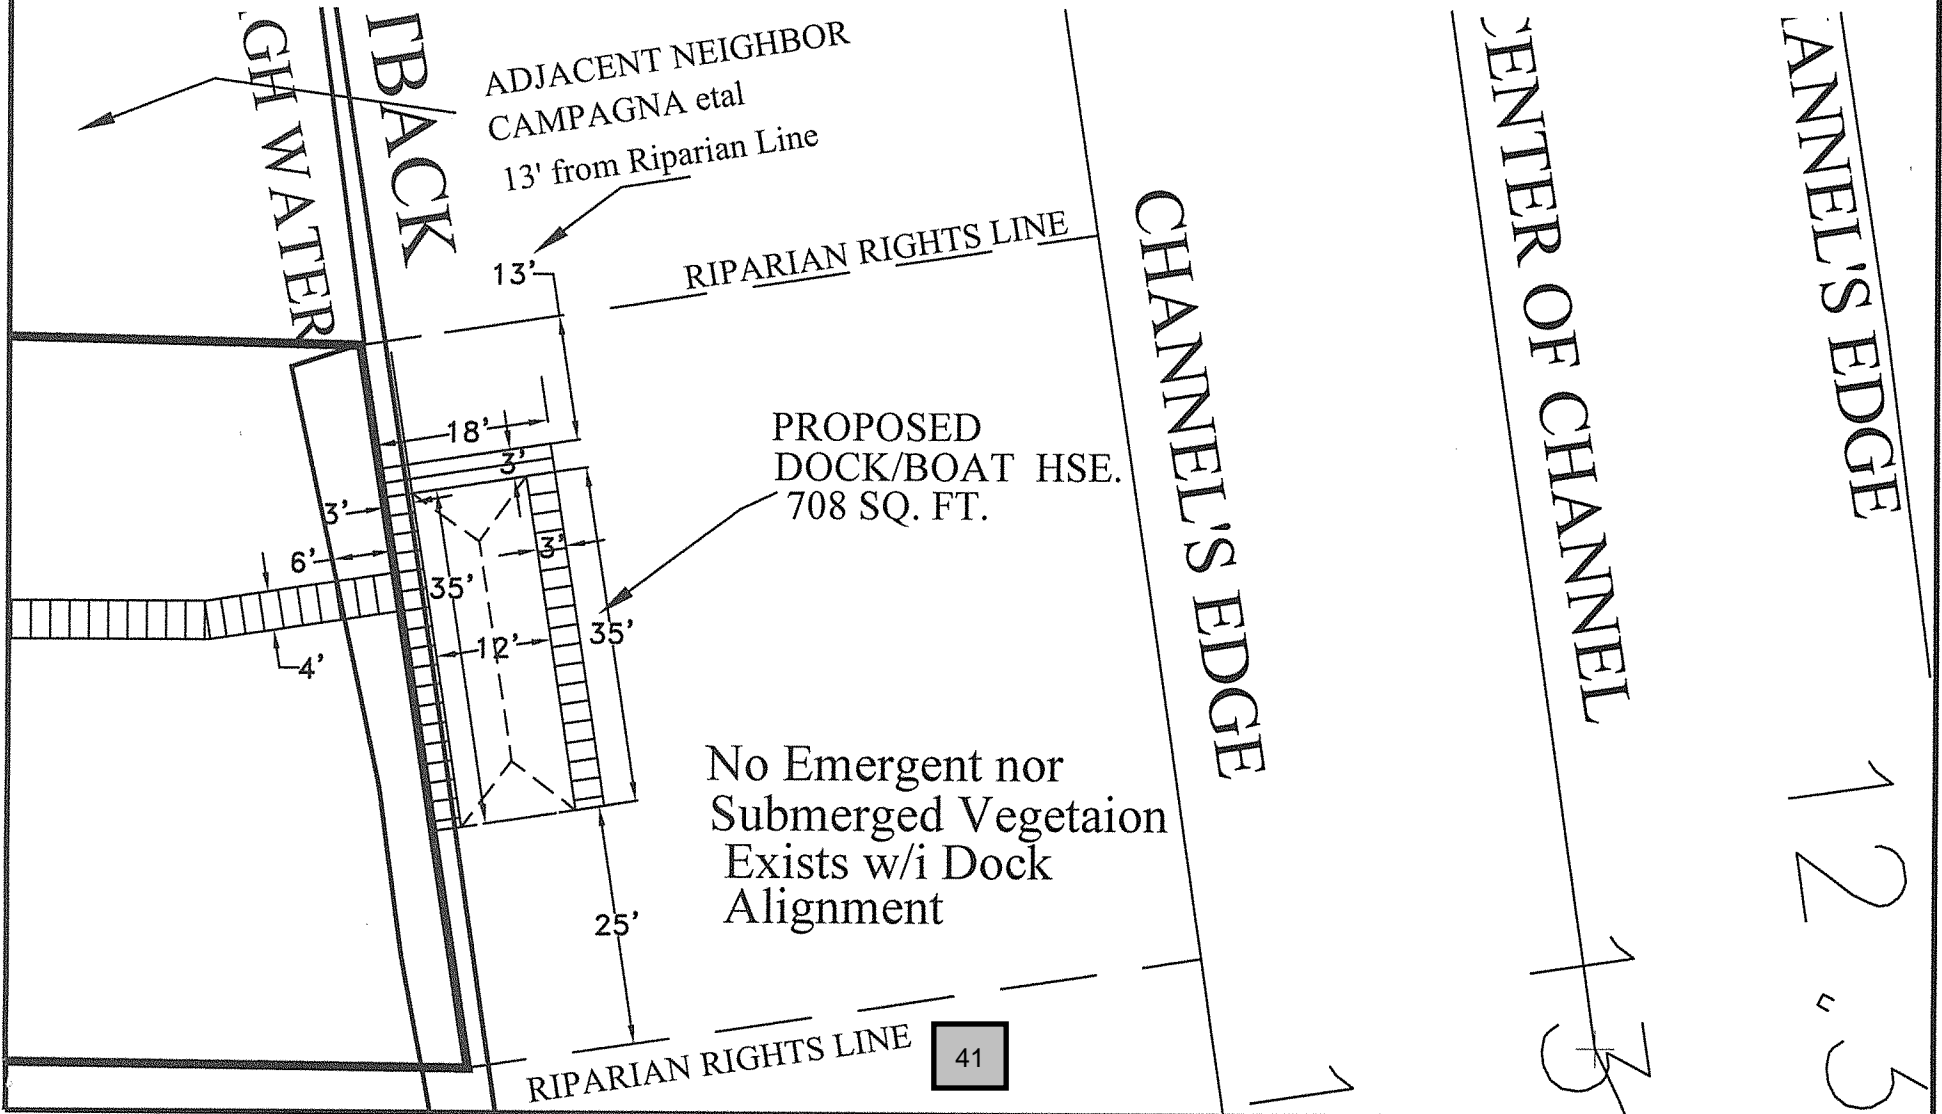 GH WATER
TBACK
ADJACENT NEIGHBOR
CAMPAGNA etal
13' from Riparian Line
13'
RIPARIAN RIGHTS LINE
CHANNEL'S EDGE
CENTER OF CHANNEL
ANNEL'S EDGE
18'
3'
3'
6'
4'
35'
12'
3'
35'
PROPOSED
DOCK/BOAT HSE.
708 SQ. FT.
No Emergent nor
Submerged Vegetaion
Exists w/i Dock
Alignment
25'
RIPARIAN RIGHTS LINE
41